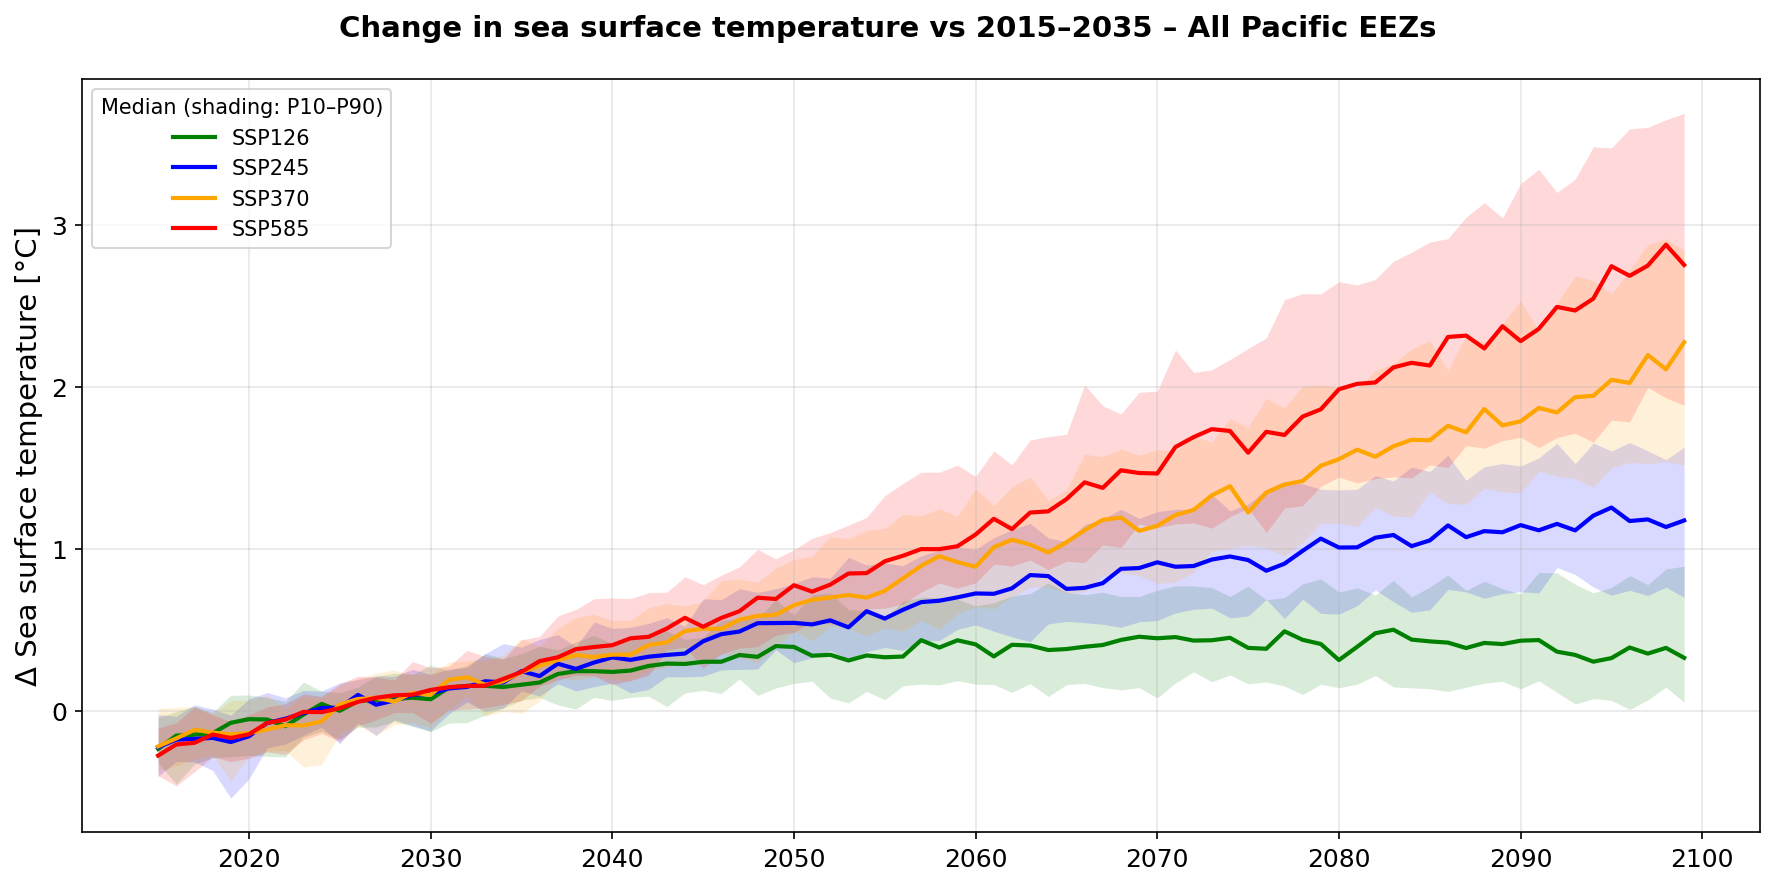 Change in sea surface temperature vs 2015–2035 – All Pacific EEZs
Median (shading: P10–P90)
SSP126
SSP245
SSP370
SSP585
Δ Sea surface temperature [°C]
3
2
1
0
2020 2030 2040 2050 2060 2070 2080 2090 2100